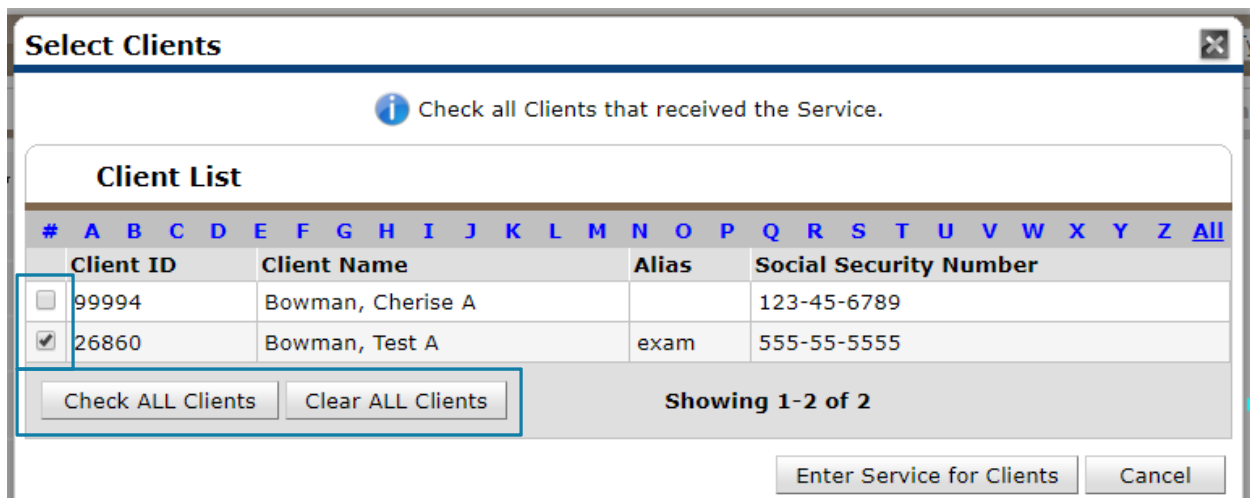 Select Clients
Check all Clients that received the Service.
Client List
# A B C D E F G H I J K L M N O P Q R S T U V W X Y Z All
Client ID Client Name Alias Social Security Number
99994 Bowman, Cherise A 123-45-6789
26860 Bowman, Test A exam 555-55-5555
Check ALL Clients Clear ALL Clients Showing 1-2 of 2
Enter Service for Clients Cancel